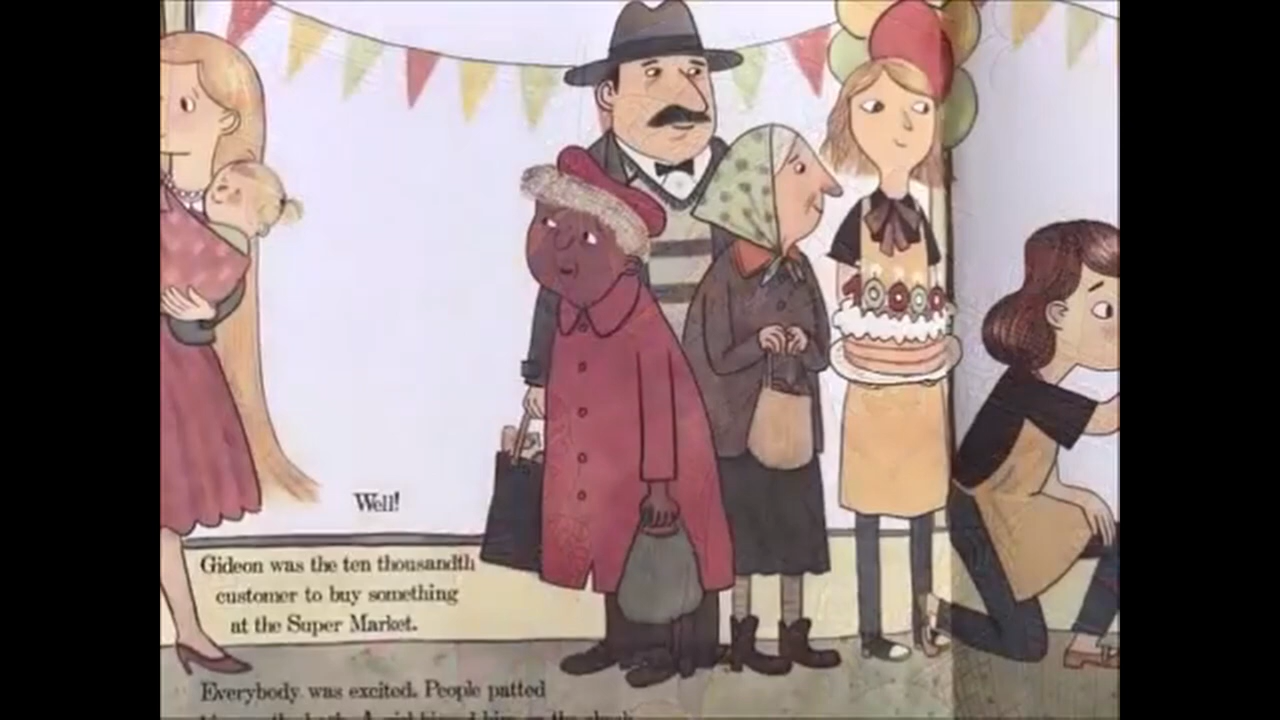 10000
Well!
Gideon was the ten thousandth
customer to buy something
at the Super Market.
Everybody was excited. People patted